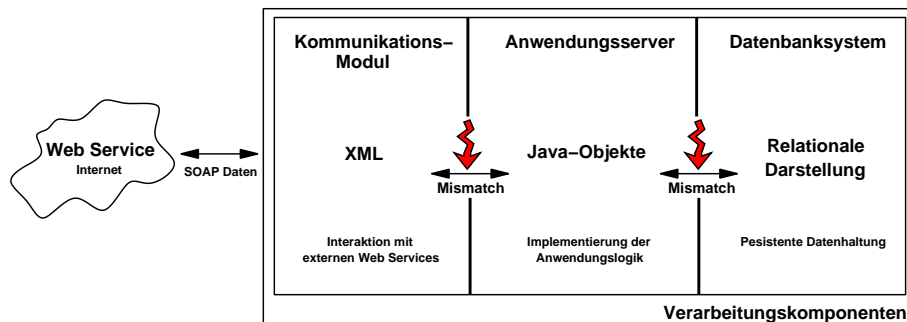 Kommunikations–
Modul
Anwendungsserver
Datenbanksystem
Web Service
Internet
SOAP Daten
XML
Mismatch
Java–Objekte
Mismatch
Relationale
Darstellung
Interaktion mit
externen Web Services
Implementierung der
Anwendungslogik
Pesistente Datenhaltung
Verarbeitungskomponenten